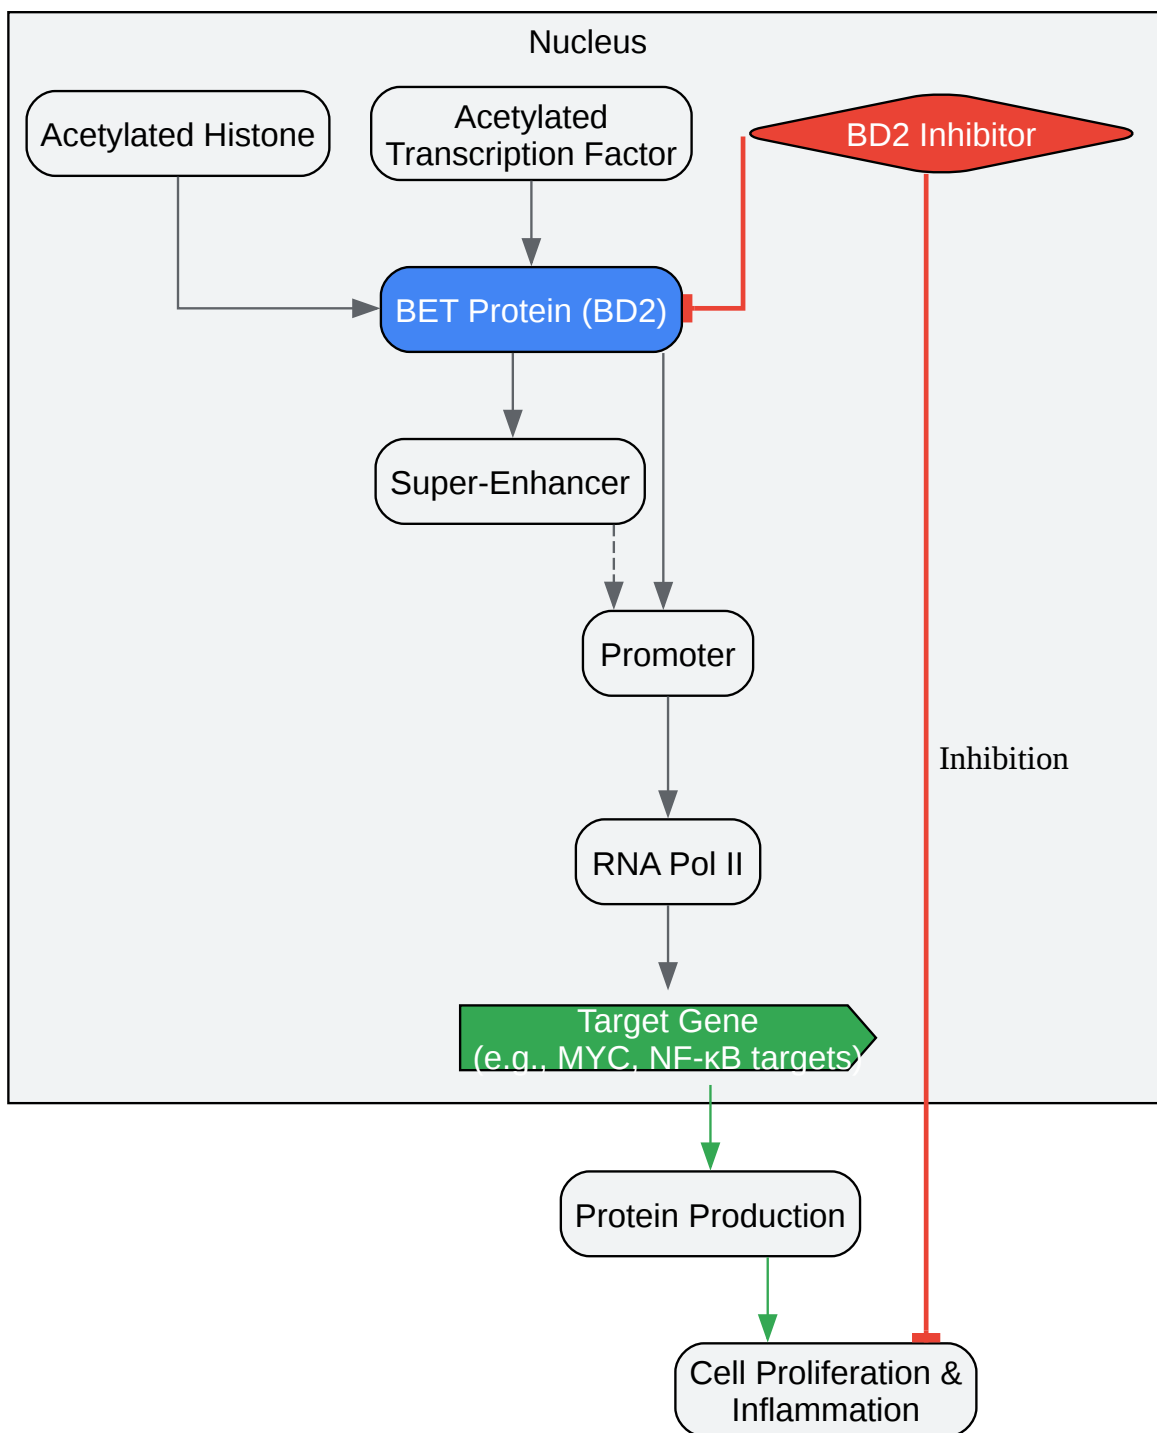 Nucleus
Acetylated Histone
Acetylated
Transcription Factor
BD2 Inhibitor
BET Protein (BD2)
Super-Enhancer
Promoter
Inhibition
RNA Pol II
Target Gene
(e.g., MYC, NF-κB targets)
Protein Production
Cell Proliferation &
Inflammation